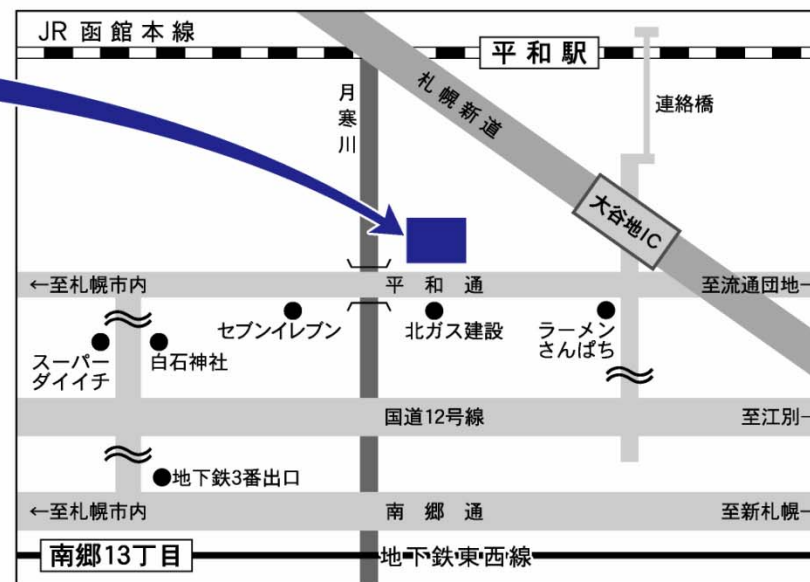 JR 函館本線
平和駅
月寒川
札幌新道
連絡橋
大谷地IC
←至札幌市内
平和通
至流通団地
セブンイレブン
北ガス建設
ラーメン
さんぱち
スーパー
ダイイチ
白石神社
国道12号線
至江別
地下鉄3番出口
←至札幌市内
南郷通
至新札幌
南郷13丁目
地下鉄東西線